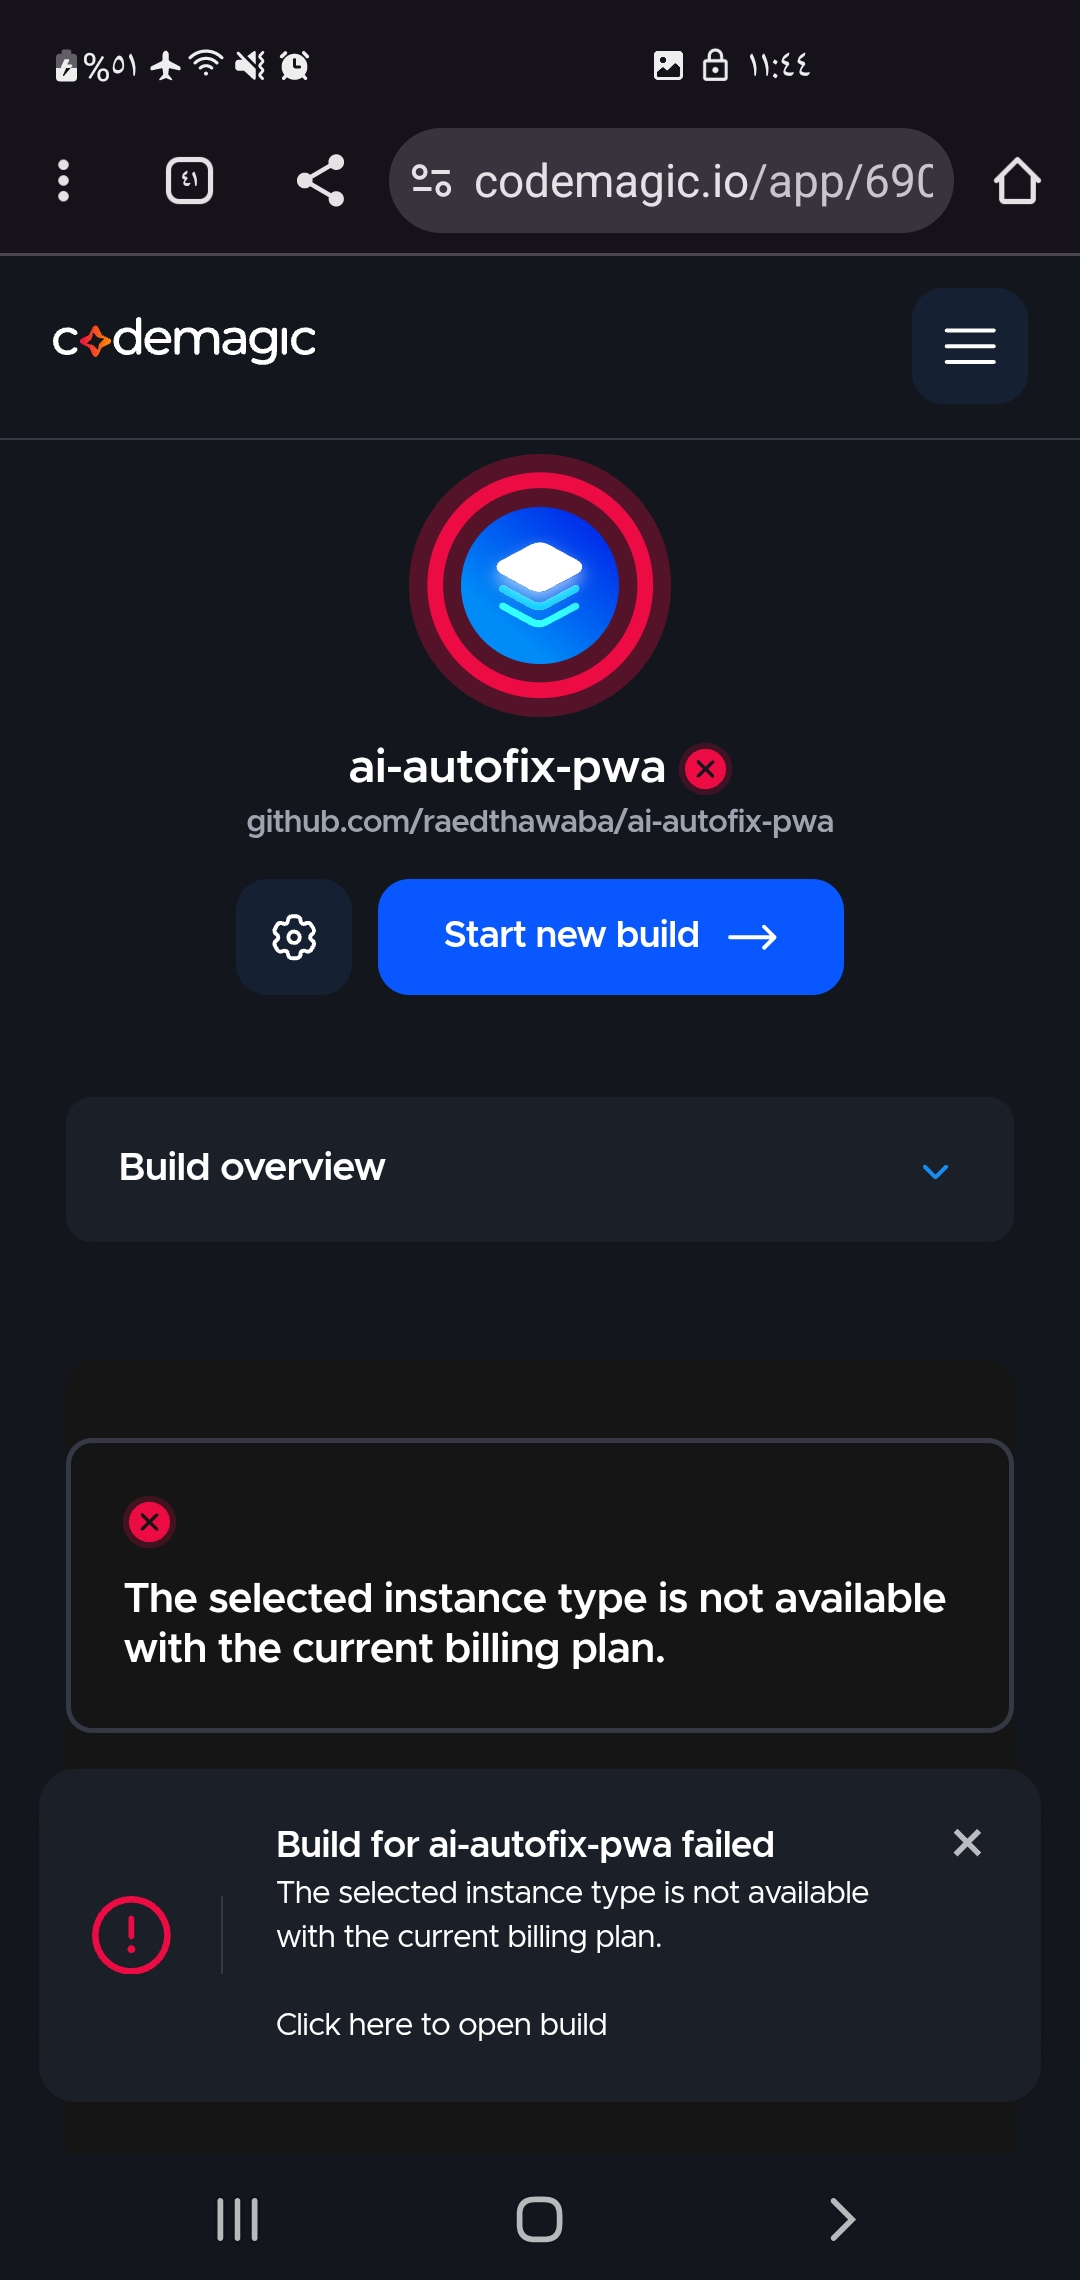 %٥١
١١:٤٤
٤١
codemagic.io/app/690
codemagic
ai-autofix-pwa
github.com/raedthawaba/ai-autofix-pwa
Start new build
Build overview
The selected instance type is not available
with the current billing plan.
Build for ai-autofix-pwa failed
The selected instance type is not available
with the current billing plan.
Click here to open build